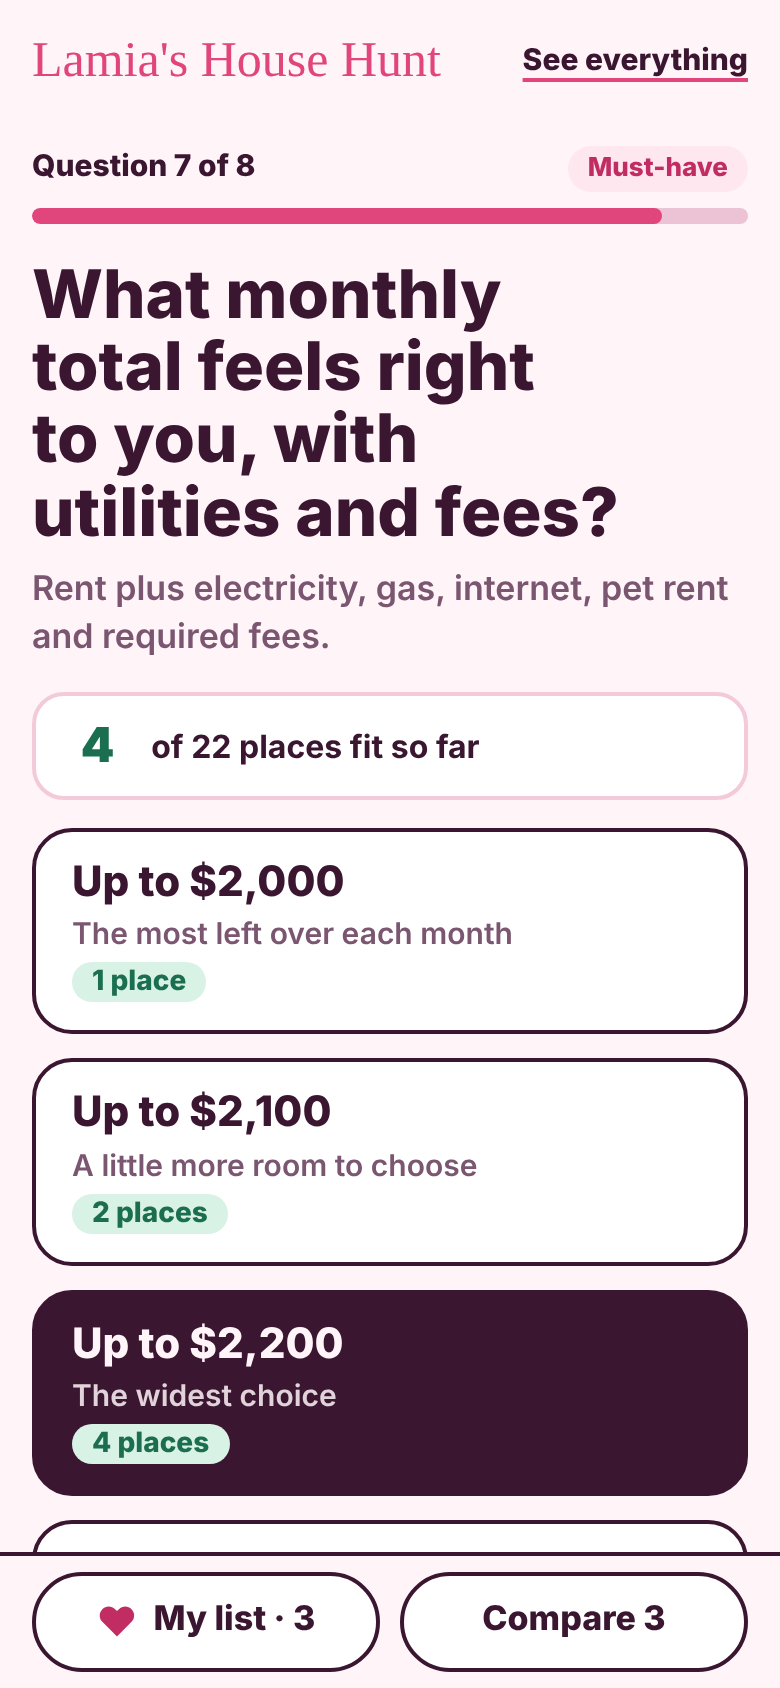 Lamia's House Hunt
See everything
Question 7 of 8
Must-have
What monthly
total feels right
to you, with
utilities and fees?
Rent plus electricity, gas, internet, pet rent
and required fees.
4 of 22 places fit so far
Up to $2,000
The most left over each month
1 place
Up to $2,100
A little more room to choose
2 places
Up to $2,200
The widest choice
4 places
My list · 3
Compare 3